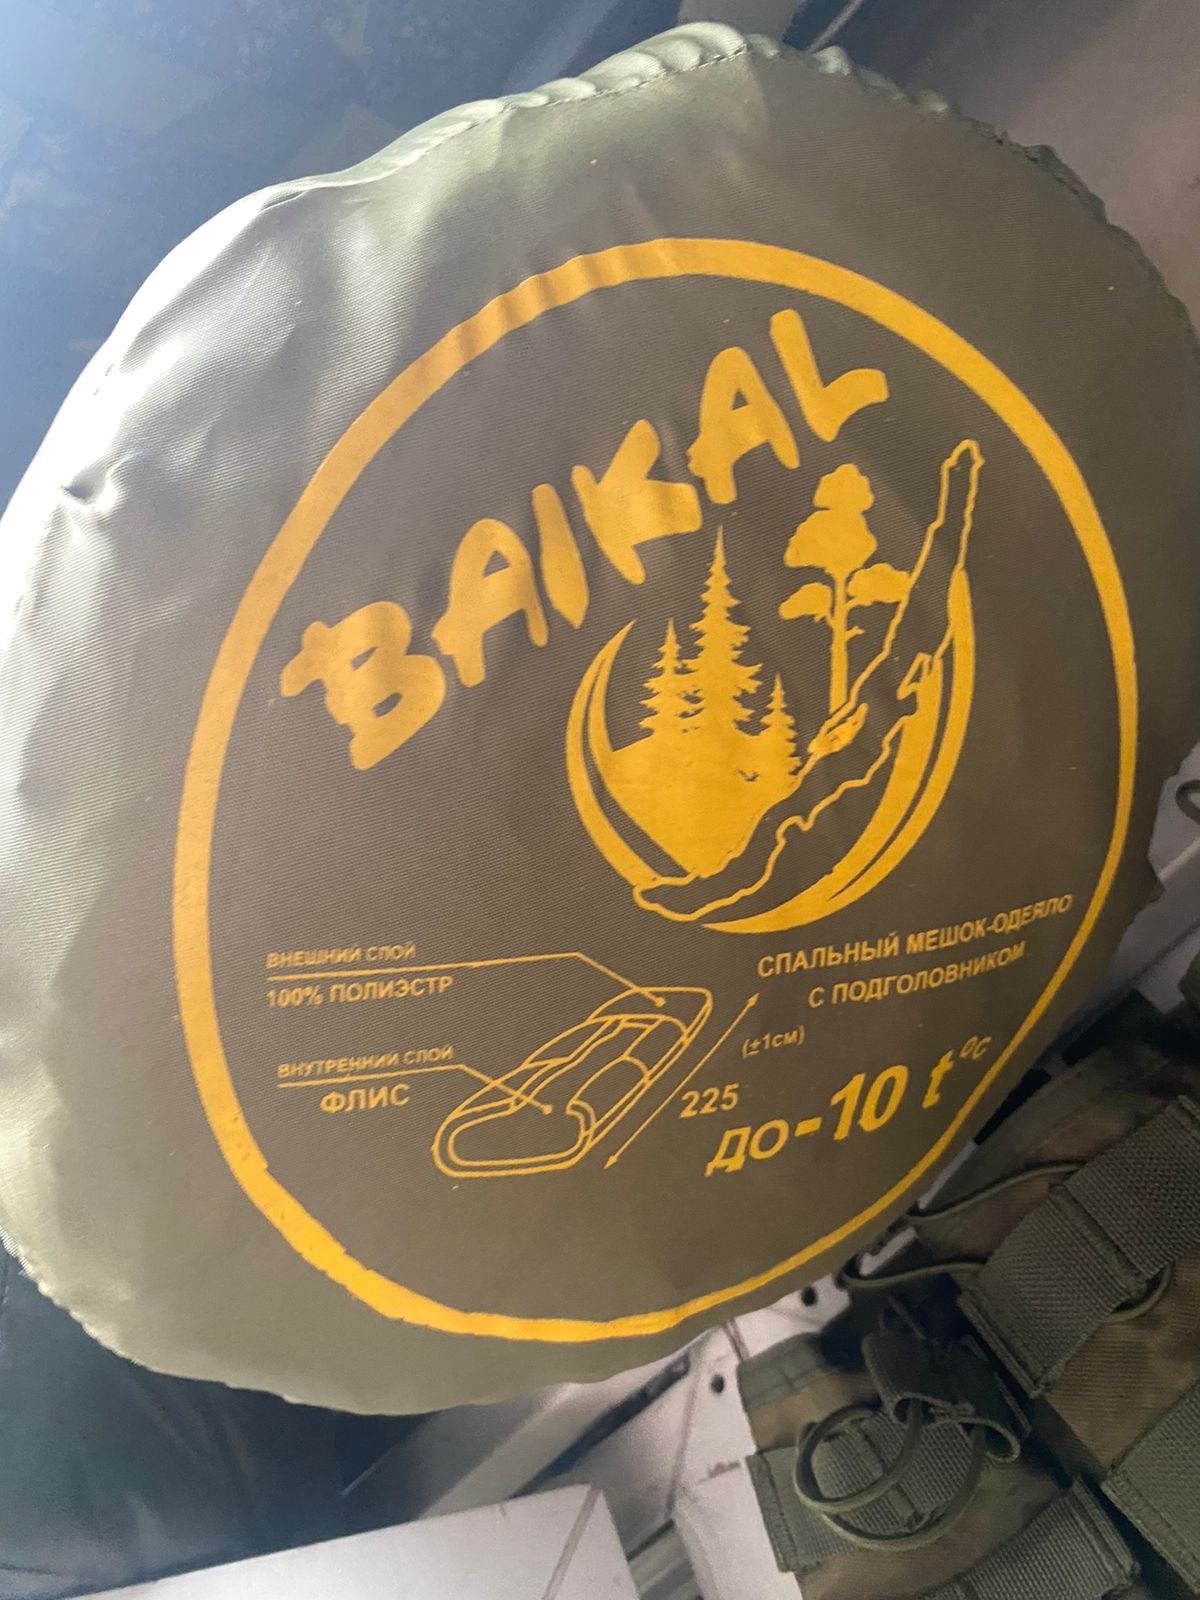 BAIKAL
ВНЕШНИЙ СЛОЙ
100% ПОЛИЭСТР
ВНУТРЕННИЙ СЛОЙ
ФЛИС
СПАЛЬНЫЙ МЕШОК-ОДЕЯЛО
С ПОДГОЛОВНИКОМ
(±1см)
225
ДО -10 t°C